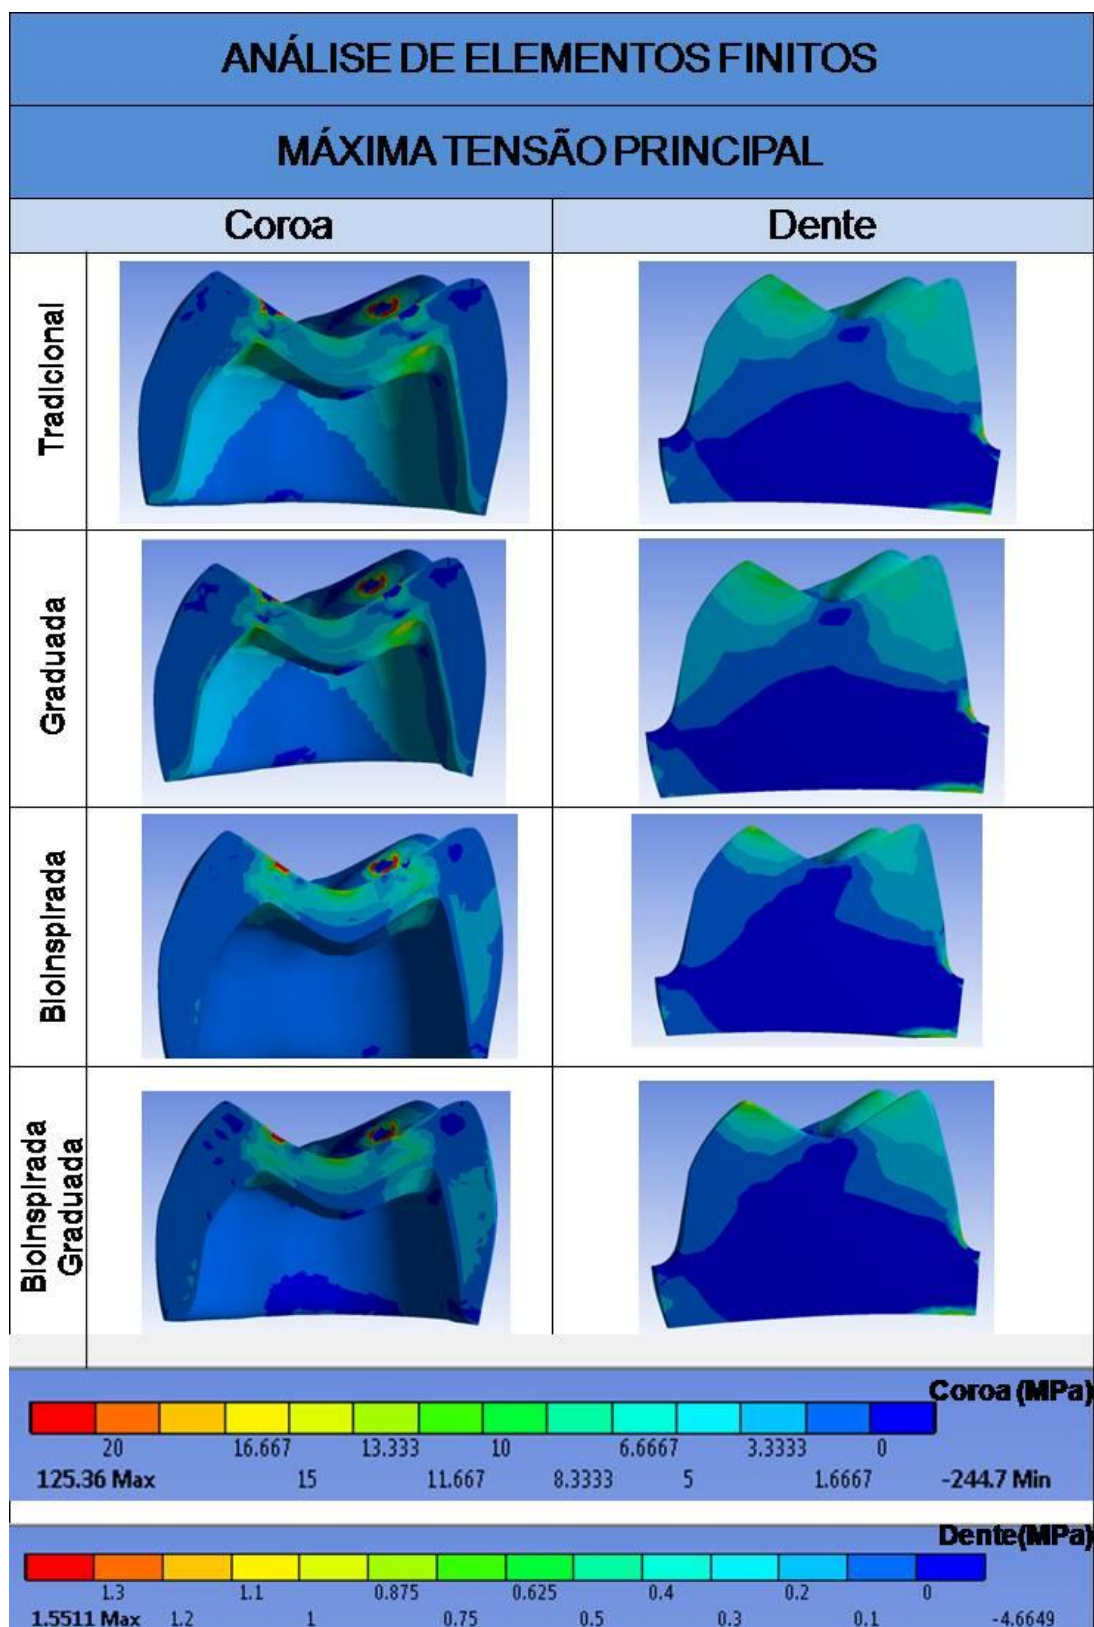 ANÁLISE DE ELEMENTOS FINITOS
MÁXIMA TENSÃO PRINCIPAL
Coroa Dente
Tradicional
Graduada
BioInspirada
BioInspirada
Graduada
Coroa (MPa)
20 16.667 13.333 10 6.6667 3.3333 0
125.36 Max 15 11.667 8.3333 5 1.6667 -244.7 Min
Dente(MPa)
1.3 1.1 0.875 0.625 0.4 0.2 0
1.5511 Max 1.2 1 0.75 0.5 0.3 0.1 -4.6649